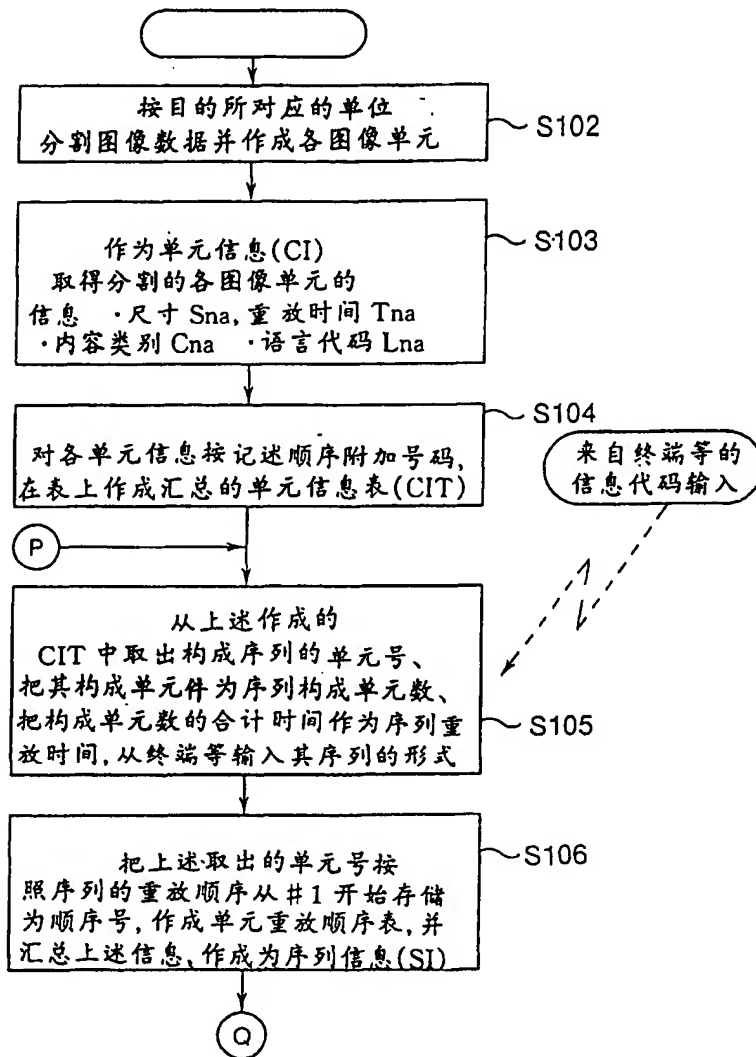 按目的所对应的单位
分割图像数据并作成各图像单元
S102
作为单元信息(CI)
取得分割的各图像单元的
信息 ·尺寸 Sna,重放时间 Tna
·内容类别 Cna ·语言代码 Lna
S103
对各单元信息按记述顺序附加号码,
在表上作成汇总的单元信息表(CIT)
S104
来自终端等的
信息代码输入
P
从上述作成的
CIT 中取出构成序列的单元号、
把其构成单元件为序列构成单元数、
把构成单元数的合计时间作为序列重
放时间,从终端等输入其序列的形式
S105
把上述取出的单元号按
照序列的重放顺序从 #1 开始存储
为顺序号,作成单元重放顺序表,并
汇总上述信息、作成为序列信息(SI)
S106
Q